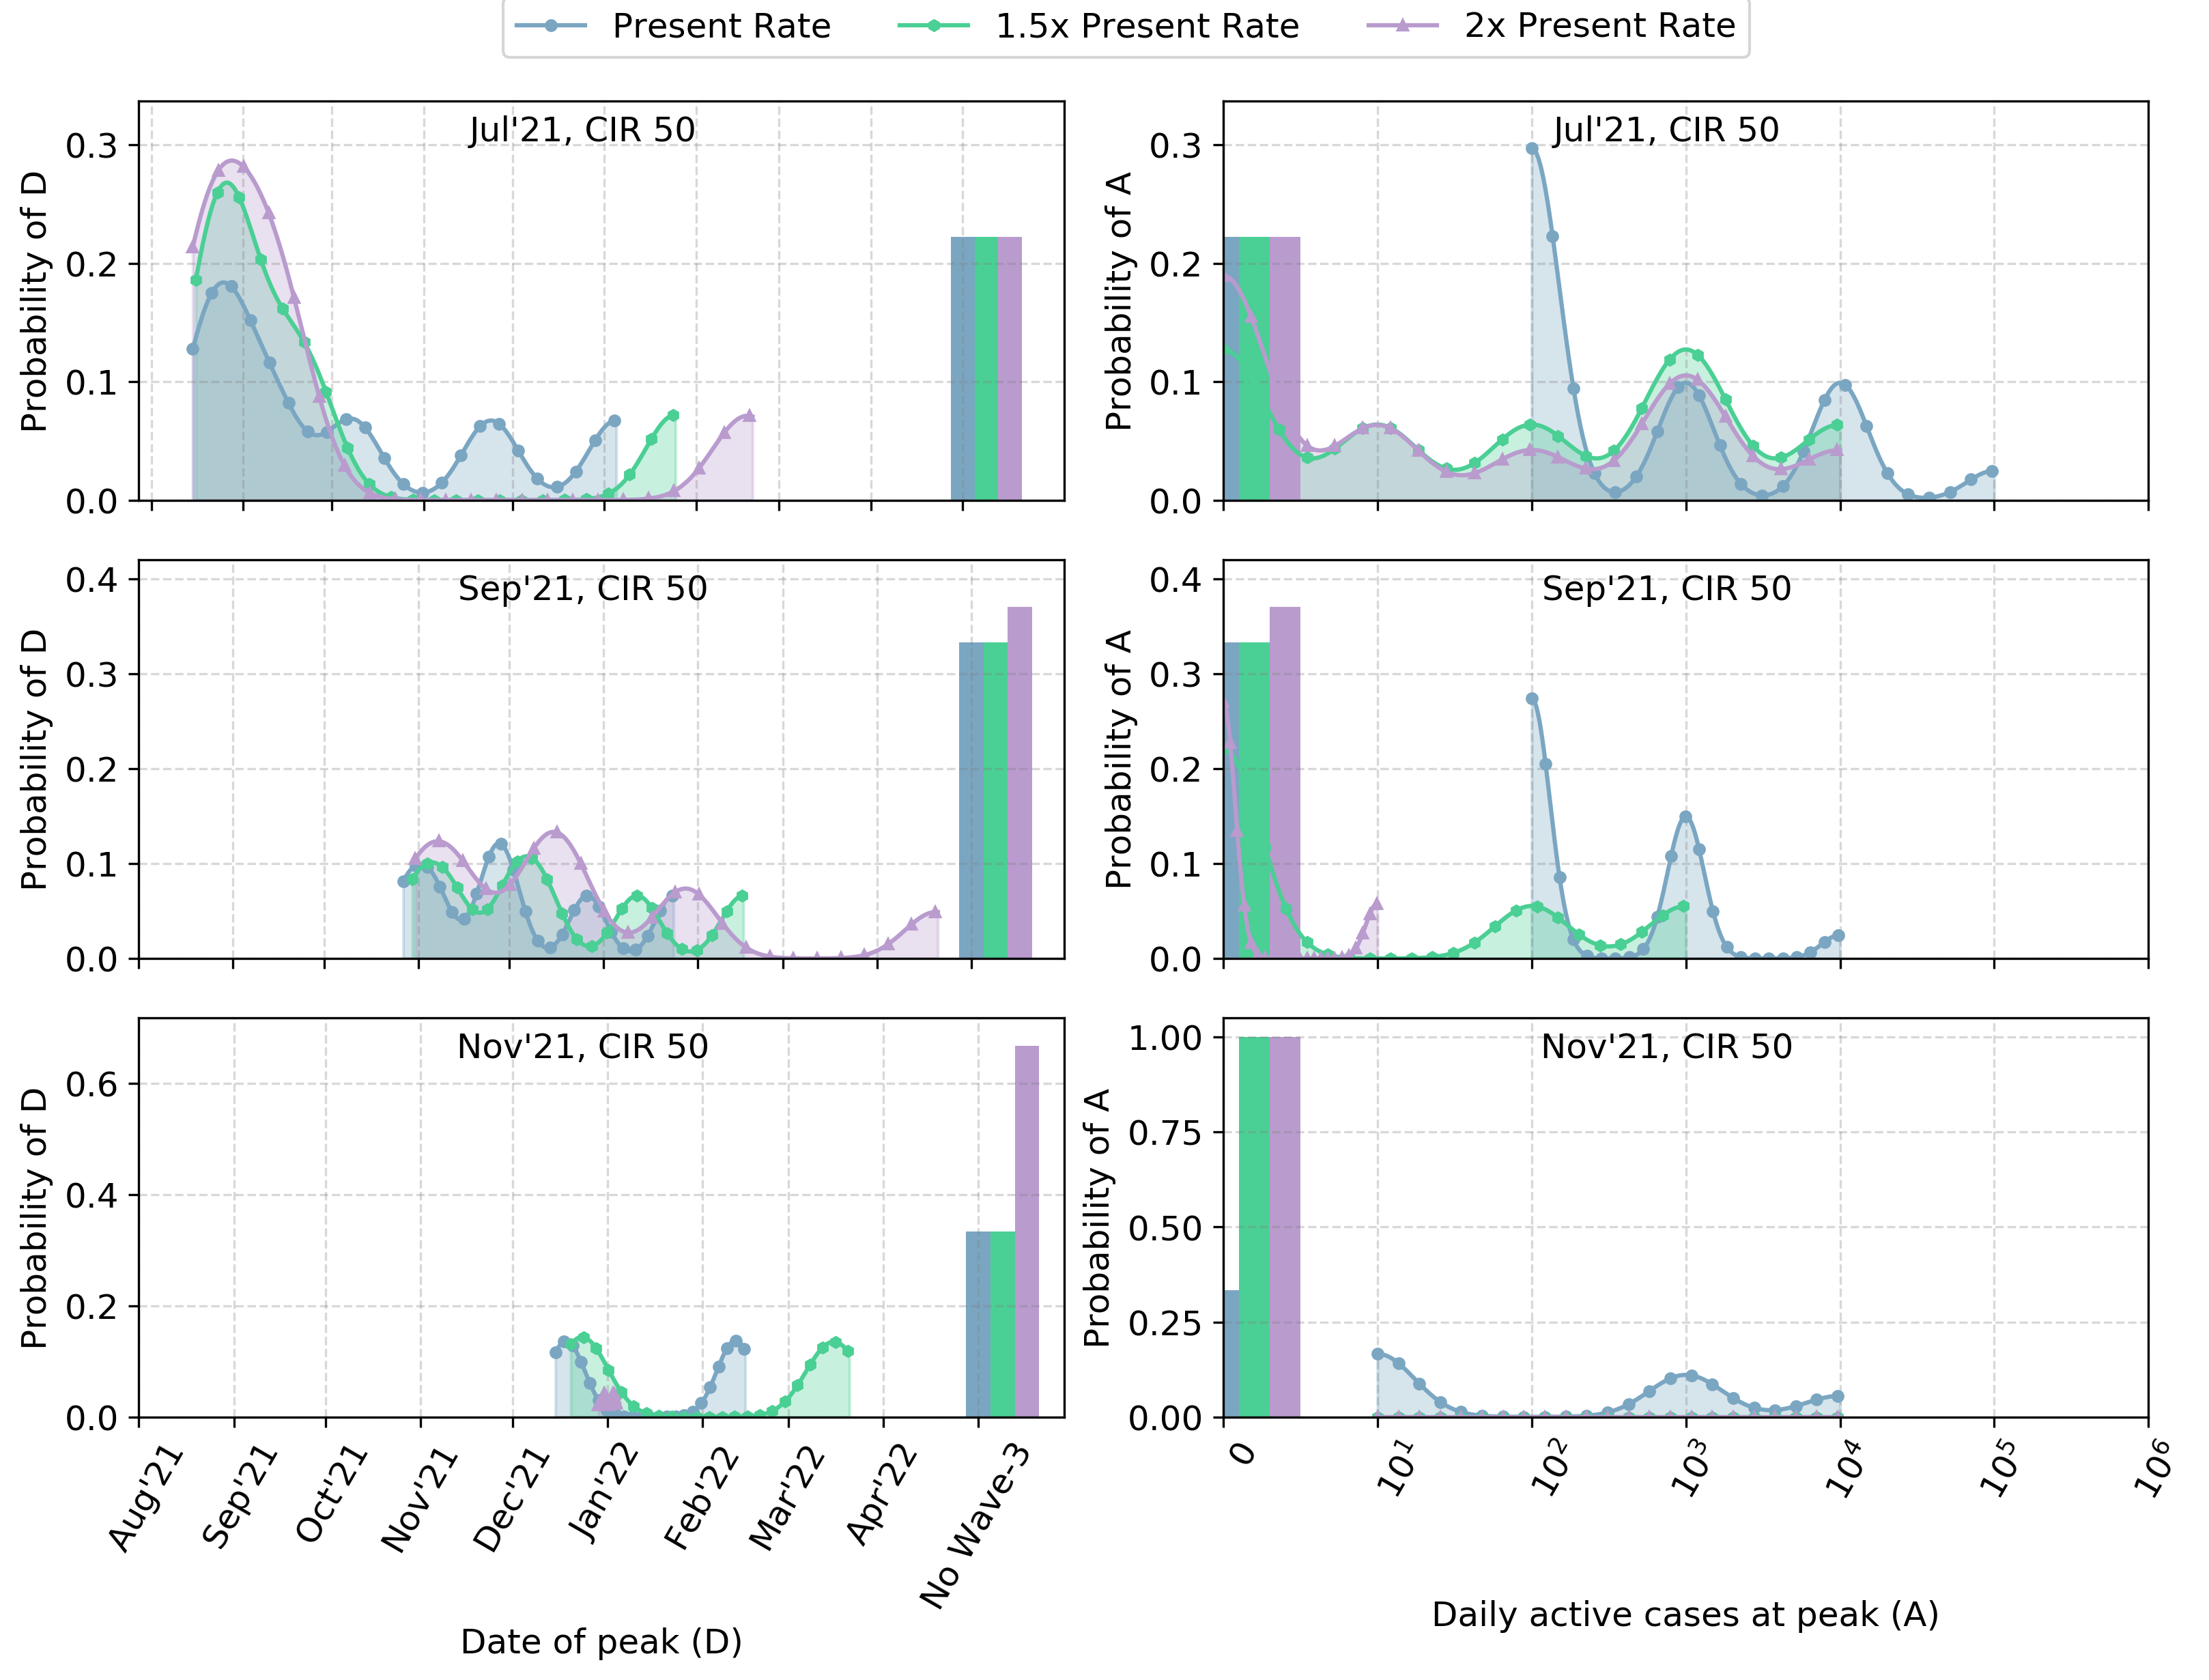 Present Rate 1.5x Present Rate 2x Present Rate
Jul'21, CIR 50
Probability of D
0.3
0.2
0.1
0.0
Jul'21, CIR 50
Probability of A
0.3
0.2
0.1
0.0
Sep'21, CIR 50
Probability of D
0.4
0.3
0.2
0.1
0.0
Sep'21, CIR 50
Probability of A
0.4
0.3
0.2
0.1
0.0
Nov'21, CIR 50
Probability of D
0.6
0.4
0.2
0.0
Aug'21 Sep'21 Oct'21 Nov'21 Dec'21 Jan'22 Feb'22 Mar'22 Apr'22 No Wave-3
Date of peak (D)
Nov'21, CIR 50
Probability of A
1.00
0.75
0.50
0.25
0.00
0 10¹ 10² 10³ 10⁴ 10⁵ 10⁶
Daily active cases at peak (A)